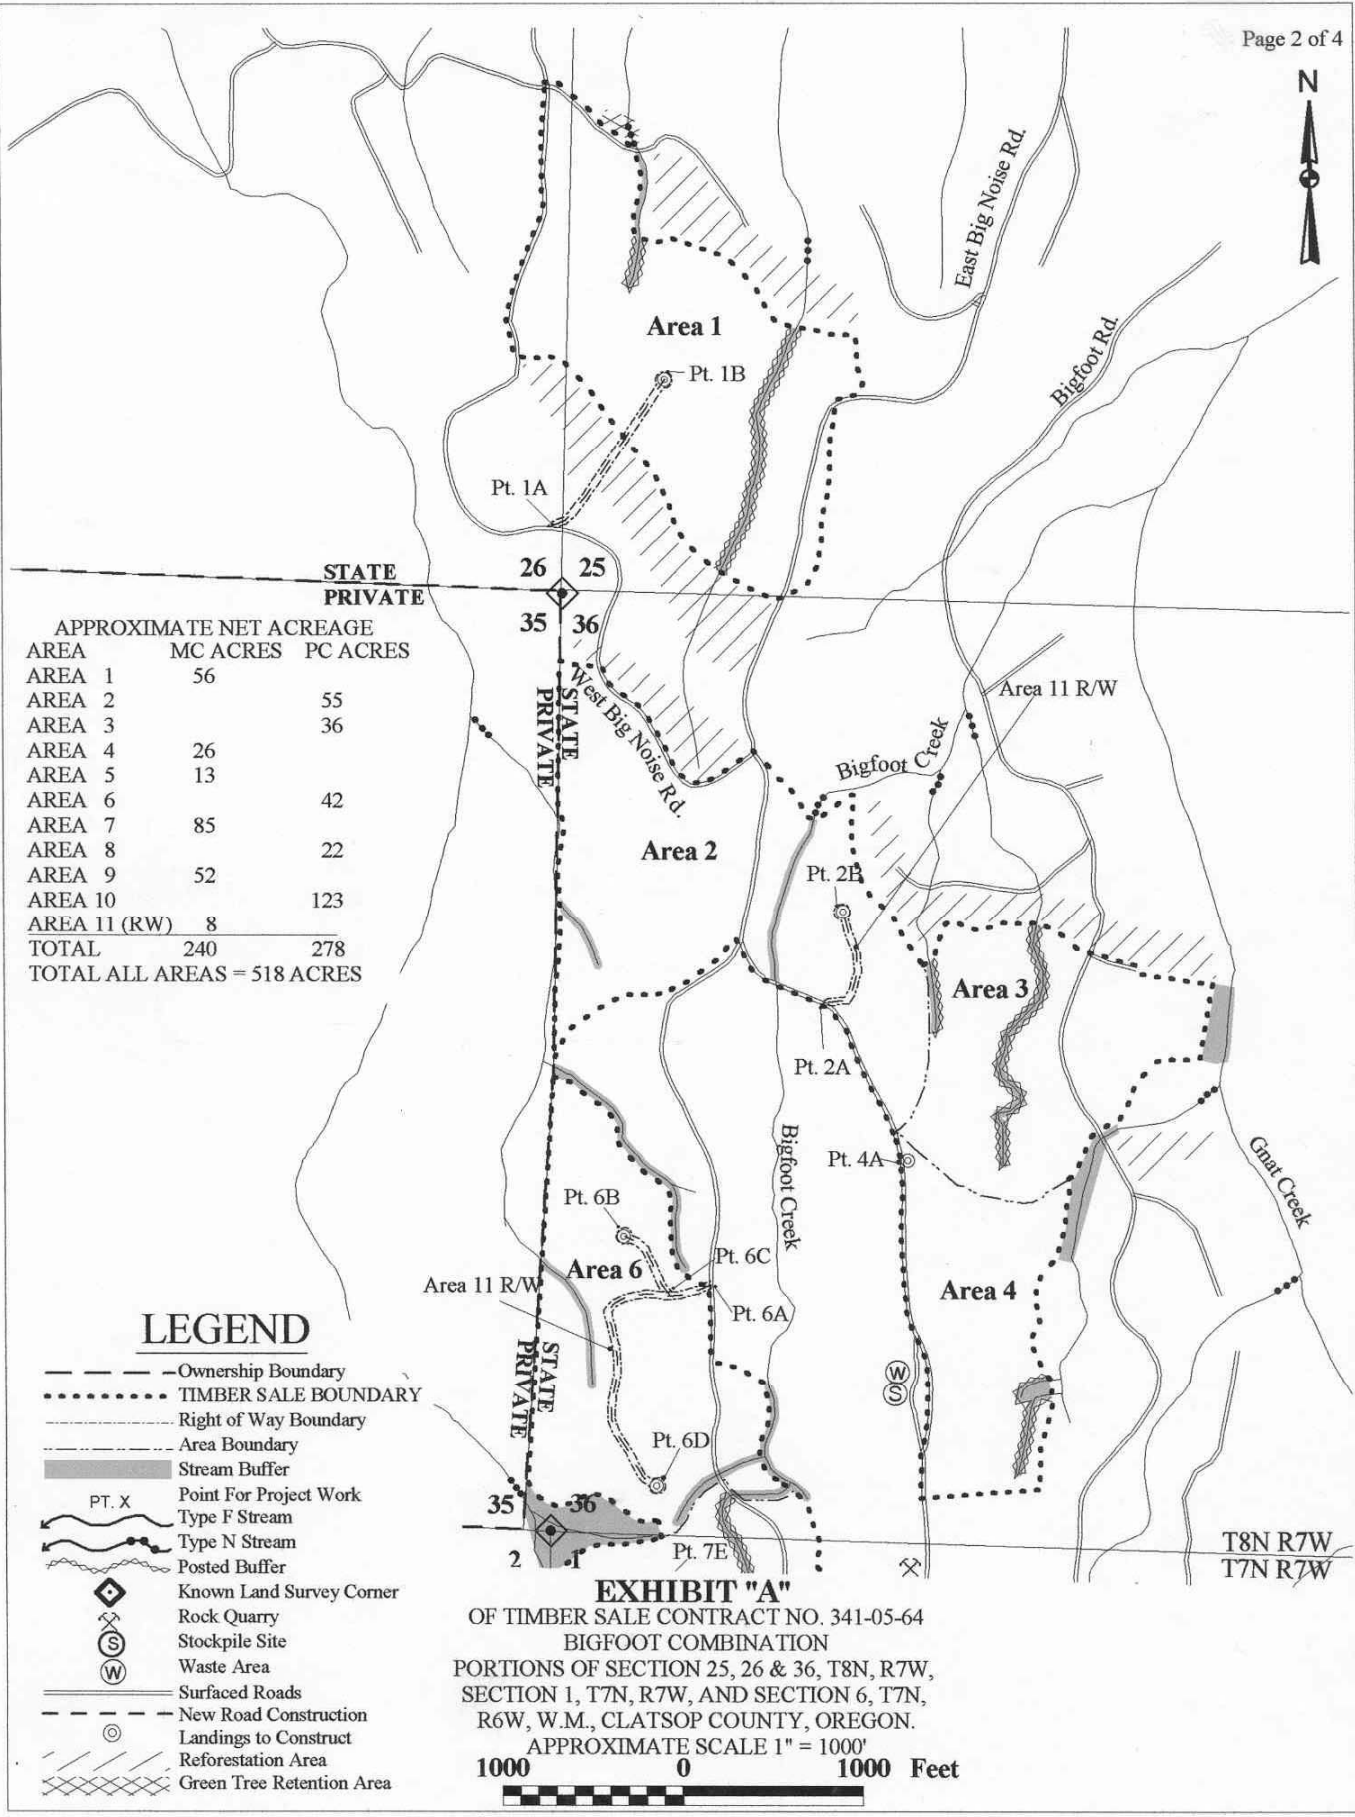 Page 2 of 4
N
East Big Noise Rd.
Bigfoot Rd.
Area 1
Pt. 1B
Pt. 1A
STATE
PRIVATE
26 25
35 36
APPROXIMATE NET ACREAGE
AREA MC ACRES PC ACRES
AREA 1 56
AREA 2 55
AREA 3 36
AREA 4 26
AREA 5 13
AREA 6 42
AREA 7 85
AREA 8 22
AREA 9 52
AREA 10 123
AREA 11 (RW) 8
TOTAL 240 278
TOTAL ALL AREAS = 518 ACRES
STATE
PRIVATE
West Big Noise Rd.
Area 11 R/W
Bigfoot Creek
Area 2
Pt. 2B
Area 3
Pt. 2A
Bigfoot Creek
Pt. 4A
Gnat Creek
Pt. 6B
Pt. 6C
Area 6
Area 11 R/W
Pt. 6A
Area 4
STATE
PRIVATE
W
S
Pt. 6D
35 36
2 1
Pt. 7E
T8N R7W
T7N R7W
LEGEND
Ownership Boundary
TIMBER SALE BOUNDARY
Right of Way Boundary
Area Boundary
Stream Buffer
PT. X Point For Project Work
Type F Stream
Type N Stream
Posted Buffer
Known Land Survey Corner
Rock Quarry
S Stockpile Site
W Waste Area
Surfaced Roads
New Road Construction
Landings to Construct
Reforestation Area
Green Tree Retention Area
EXHIBIT "A"
OF TIMBER SALE CONTRACT NO. 341-05-64
BIGFOOT COMBINATION
PORTIONS OF SECTION 25, 26 & 36, T8N, R7W,
SECTION 1, T7N, R7W, AND SECTION 6, T7N,
R6W, W.M., CLATSOP COUNTY, OREGON.
APPROXIMATE SCALE 1" = 1000'
1000 0 1000 Feet